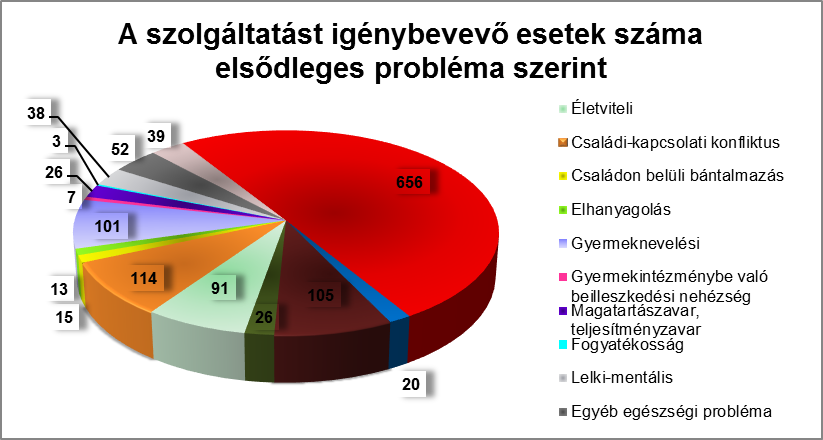 A szolgáltatást igénybevevő esetek száma
elsődleges probléma szerint
38
39
3
52
26
656
7
101
114
91
105
13
26
15
20
Életviteli
Családi-kapcsolati konfliktus
Családon belüli bántalmazás
Elhanyagolás
Gyermeknevelési
Gyermekintézménybe való
beilleszkedési nehézség
Magatartászavar,
teljesítményzavar
Fogyatékosság
Lelki-mentális
Egyéb egészségi probléma